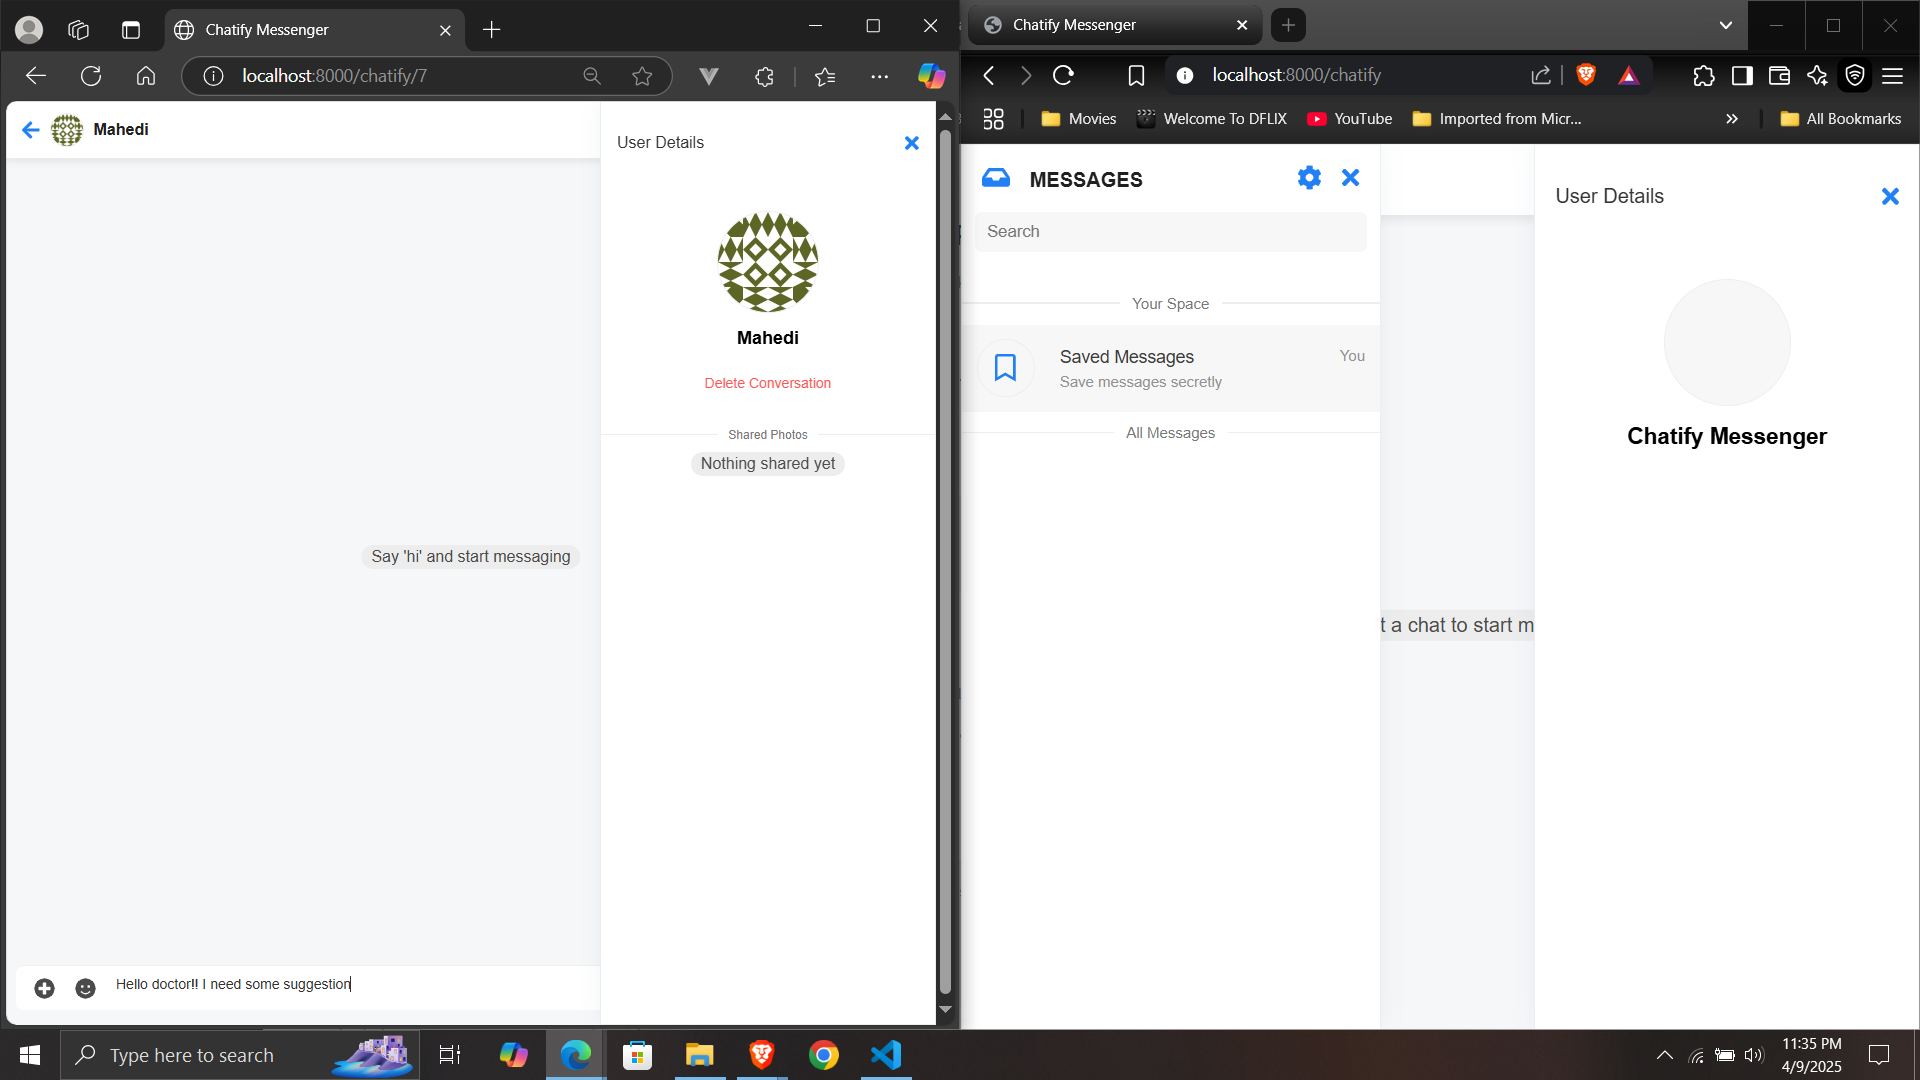 Chatify Messenger
localhost:8000/chatify/7
Mahedi
User Details
Mahedi
Delete Conversation
Shared Photos
Nothing shared yet
Say 'hi' and start messaging
Hello doctor!! I need some suggestion
Chatify Messenger
localhost:8000/chatify
Movies
Welcome To DFLIX
YouTube
Imported from Micr...
All Bookmarks
MESSAGES
Search
Your Space
Saved Messages
You
Save messages secretly
All Messages
t a chat to start m
User Details
Chatify Messenger
Type here to search
11:35 PM
4/9/2025